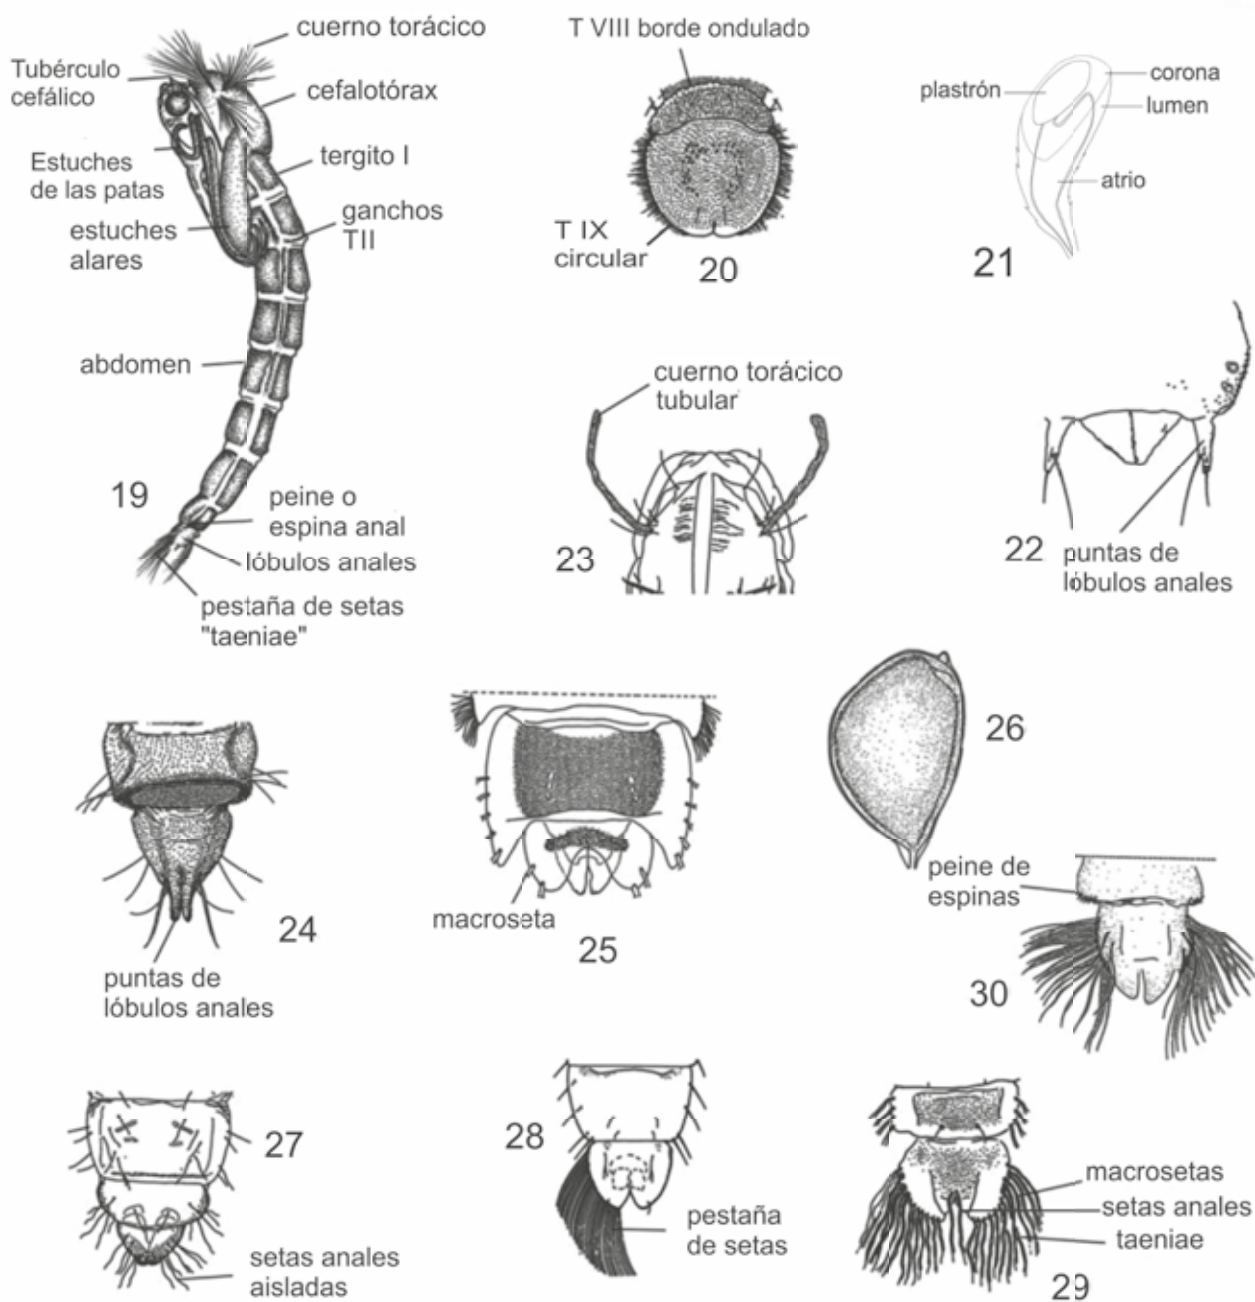 cuerno torácico
Tubérculo
cefálico
cefalotórax
Estuches
de las patas
tergito I
estuches
alares
ganchos
TII
abdomen
19
peine o
espina anal
lóbulos anales
pestaña de setas
"taeniae"
T VIII borde ondulado
T IX
circular
20
plastrón
corona
lumen
atrio
21
cuerno torácico
tubular
23
22
puntas de
lóbulos anales
24
puntas de
lóbulos anales
macroseta
25
26
peine de
espinas
30
27
setas anales
aisladas
28
pestaña
de setas
macrosetas
setas anales
taeniae
29